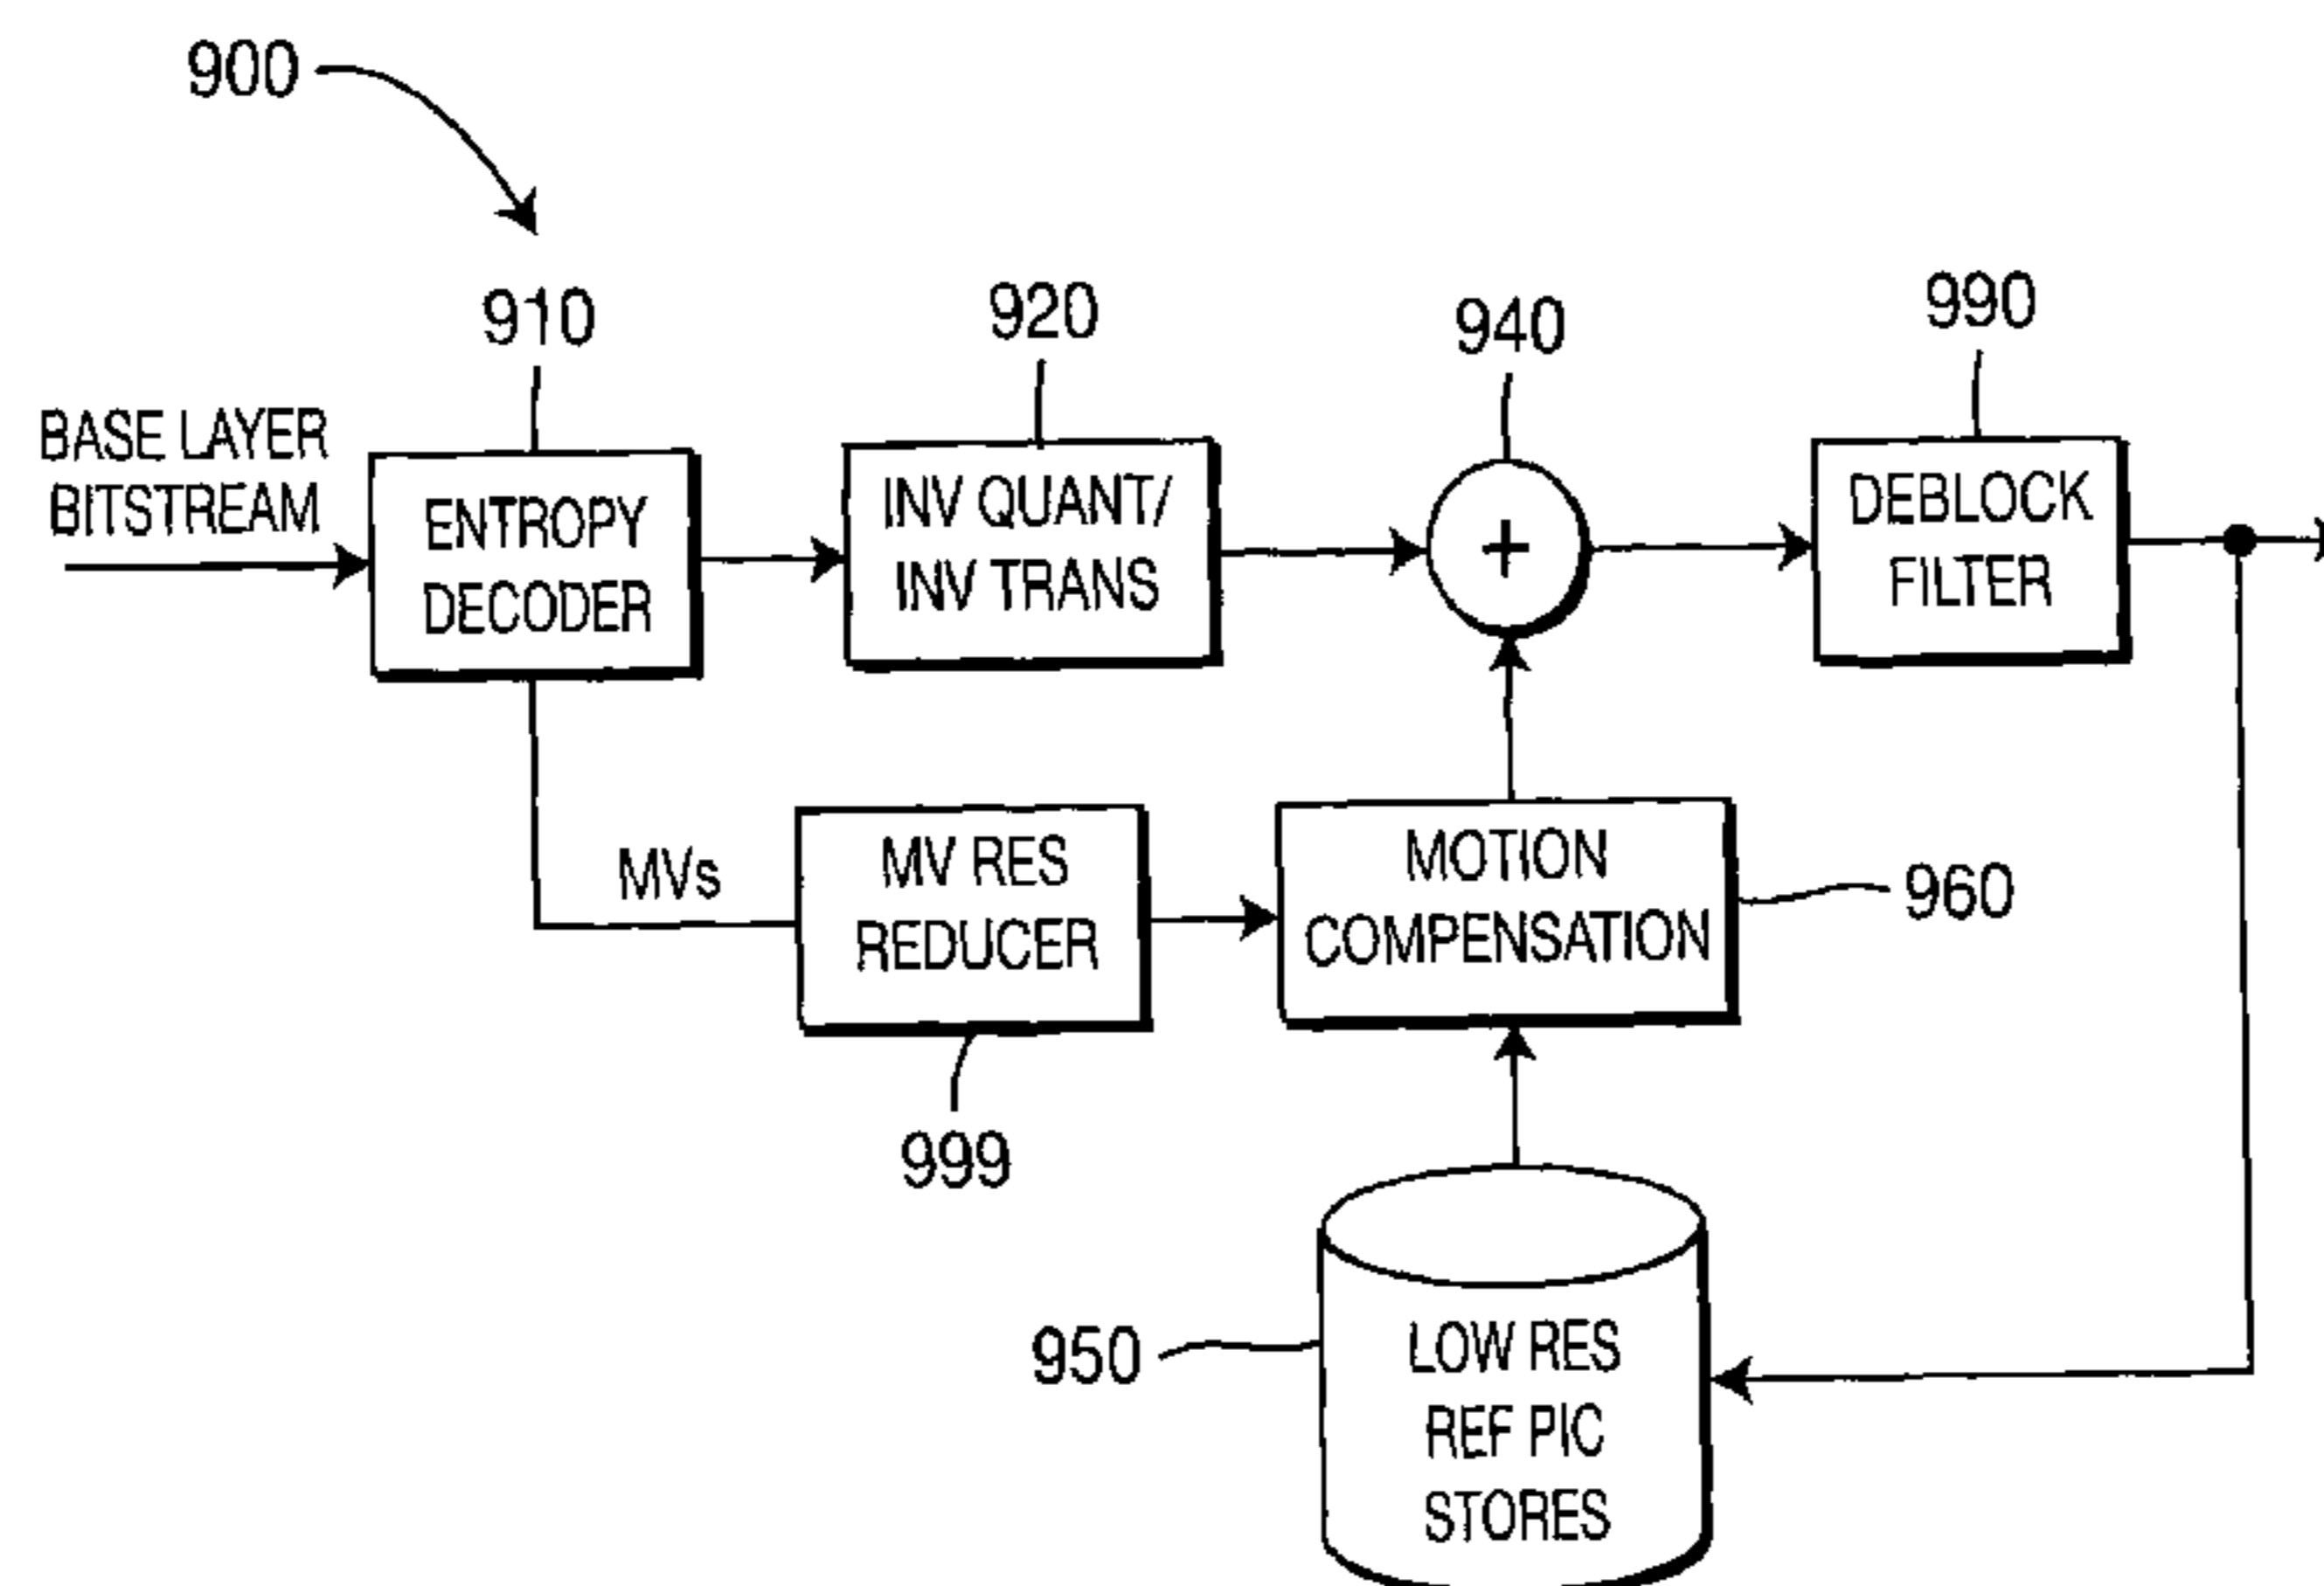 900
910
920
940
990
BASE LAYER
BITSTREAM
ENTROPY
DECODER
INV QUANT/
INV TRANS
+
DEBLOCK
FILTER
MVs
MV RES
REDUCER
MOTION
COMPENSATION
960
999
950
LOW RES
REF PIC
STORES